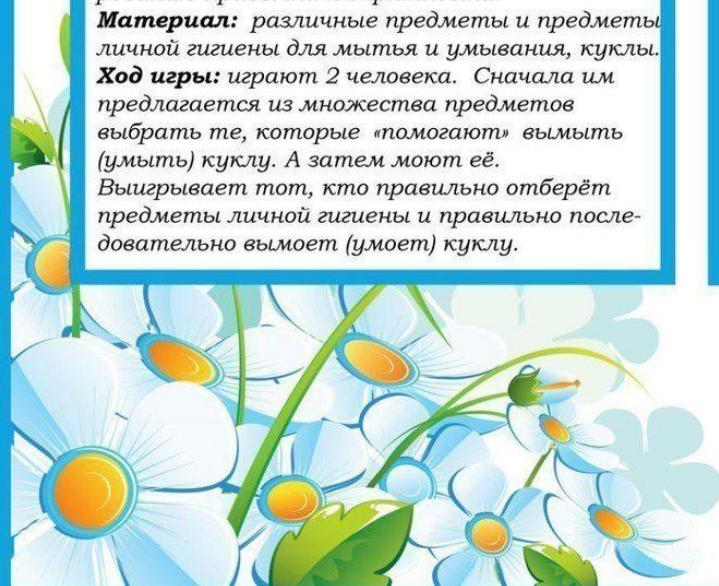 Материал: различные предметы и предметы
личной гигиены для мытья и умывания, куклы.
Ход игры: играют 2 человека. Сначала им
предлагается из множества предметов
выбрать те, которые «помогают» вымыть
(умыть) куклу. А затем моют её.
Выигрывает тот, кто правильно отберёт
предметы личной гигиены и правильно после-
довательно вымоет (умоет) куклу.